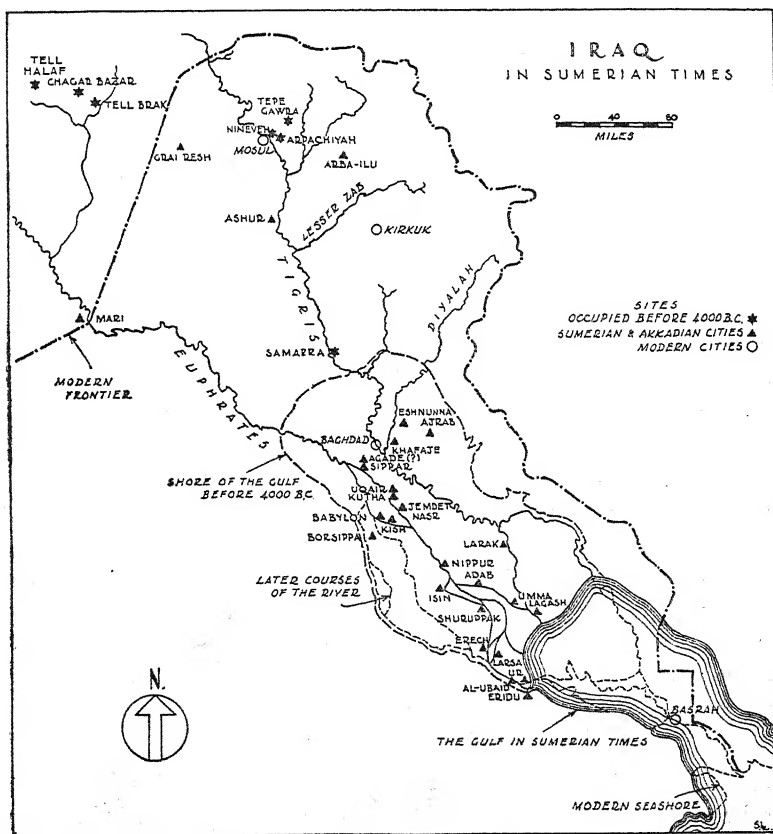 IRAQ
IN SUMERIAN TIMES
60 0 60
MILES
TELL
HALAF
CHAGAR BAZAR
TELL BRAK
TEPE
GAWRA
NINEVEH
ARPACHIYAH
MOSUL
GRAI RESH
ARBA-ILU
ASHUR
LESSER ZAB
KIRKUK
TIGRIS
DIYALAH
SITES
OCCUPIED BEFORE 4000 B.C.
SUMERIAN & AKKADIAN CITIES
MODERN CITIES
MARI
MODERN
FRONTIER
EUPHRATES
SAMARRA
ESHNUNNA
AJRAB
BAGHDAD
KHAFAJE
AGADE (?)
SIPPAR
SHORE OF THE GULF
BEFORE 4000 B.C.
UQAIR
KUTHA
JEMDET
NASR
BABYLON
KISH
BORSIPPA
LARAK
NIPPUR
ADAB
LATER COURSES
OF THE RIVER
ISIN
UMMA
LAGASH
SHURUPPAK
ERECH
LARSA
UR
AL-UBAID
ERIDU
BASRAH
N.
THE GULF IN SUMERIAN TIMES
MODERN SEASHORE